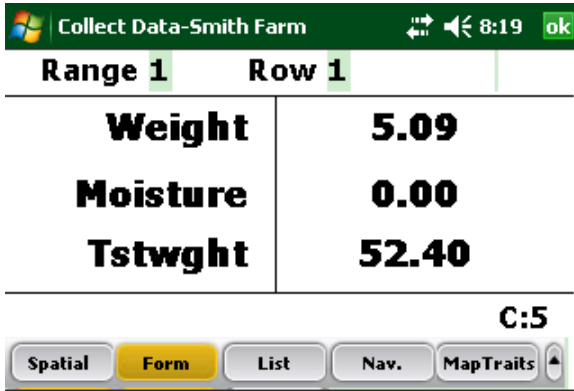 Collect Data-Smith Farm 8:19 ok
Range 1 Row 1
Weight 5.09
Moisture 0.00
Tstwght 52.40
C:5
Spatial Form List Nav. MapTraits